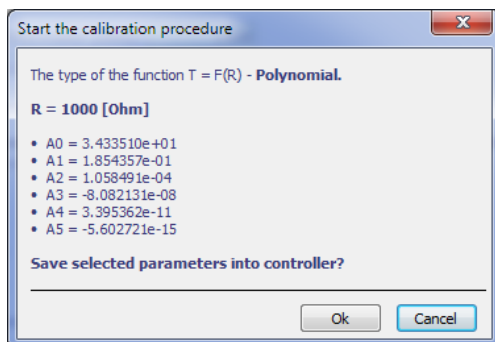 Start the calibration procedure
The type of the function T = F(R) - Polynomial.
R = 1000 [Ohm]
• A0 = 3.433510e+01
• A1 = 1.854357e-01
• A2 = 1.058491e-04
• A3 = -8.082131e-08
• A4 = 3.395362e-11
• A5 = -5.602721e-15
Save selected parameters into controller?
Ok Cancel